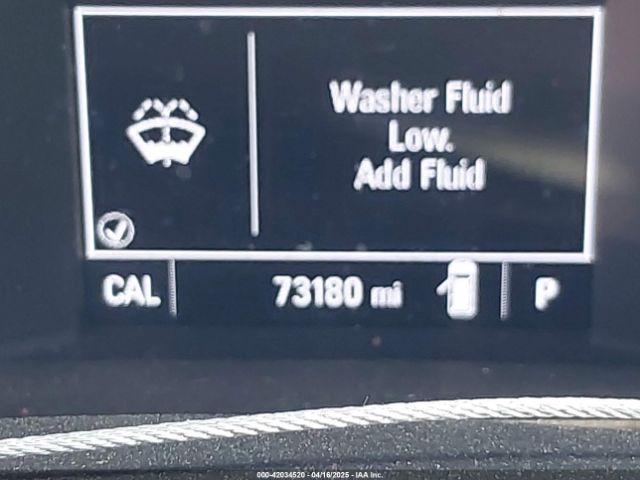 Washer Fluid
Low.
Add Fluid
CAL 73180 mi P
000-42034520 - 04/16/2025 - IAA Inc.